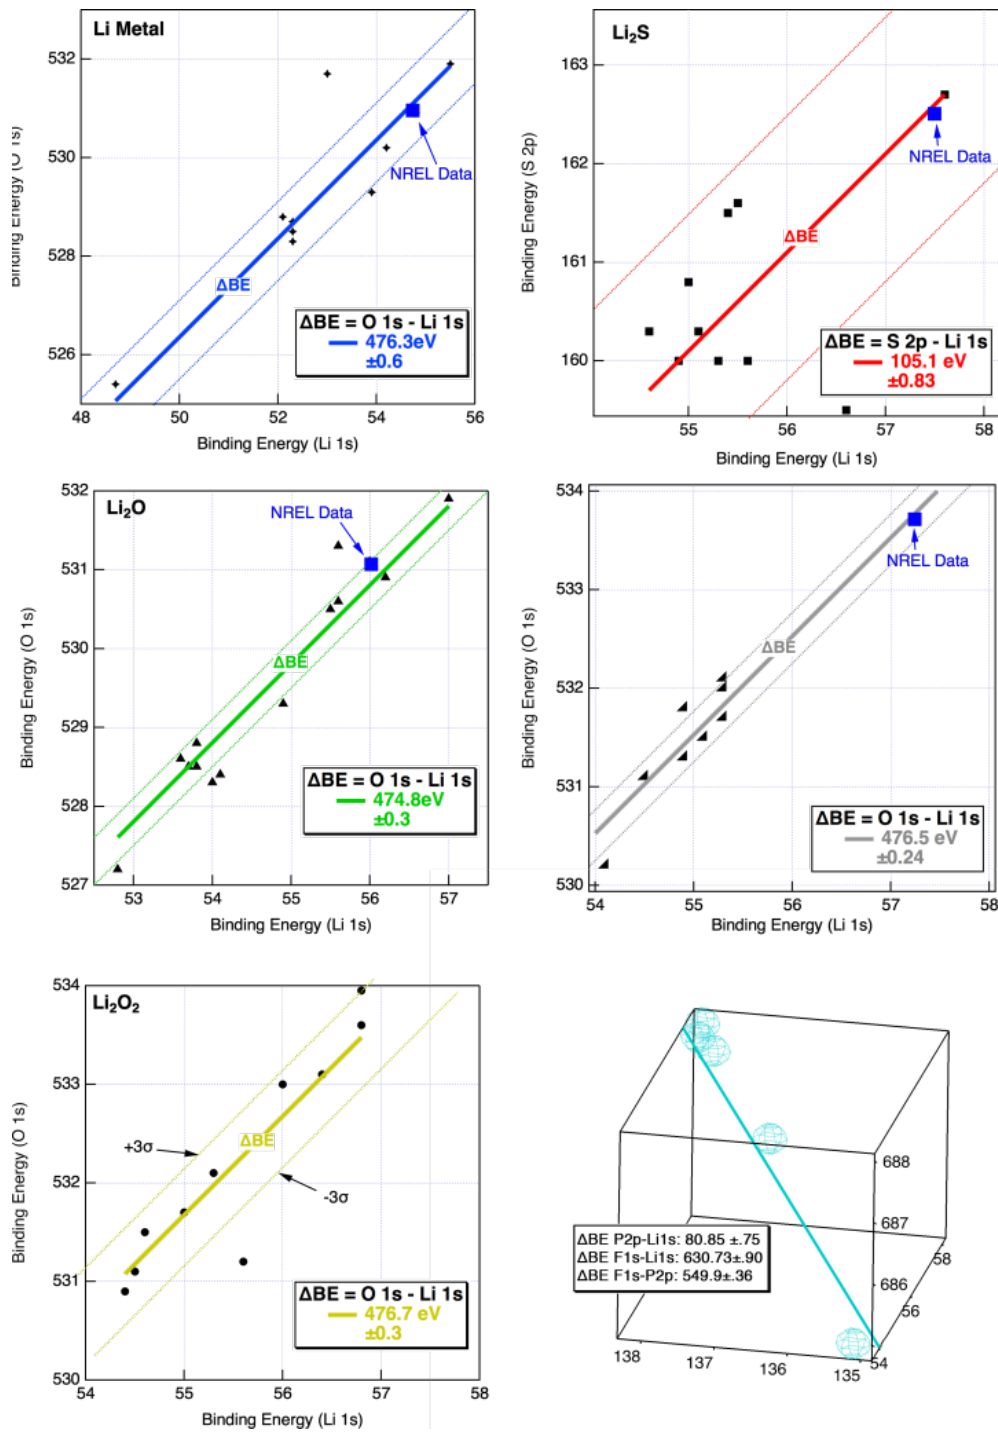 Li Metal
532
530
528
526
48
50
52
54
56
Binding Energy (O 1s)
Binding Energy (Li 1s)
NREL Data
ΔBE
ΔBE = O 1s - Li 1s
476.3eV
±0.6
Li₂S
163
162
161
160
55
56
57
58
Binding Energy (S 2p)
Binding Energy (Li 1s)
NREL Data
ΔBE
ΔBE = S 2p - Li 1s
105.1 eV
±0.83
Li₂O
532
531
530
529
528
527
53
54
55
56
57
Binding Energy (O 1s)
Binding Energy (Li 1s)
NREL Data
ΔBE
ΔBE = O 1s - Li 1s
474.8eV
±0.3
534
533
532
531
530
54
55
56
57
58
Binding Energy (O 1s)
Binding Energy (Li 1s)
NREL Data
ΔBE
ΔBE = O 1s - Li 1s
476.5 eV
±0.24
Li₂O₂
534
533
532
531
530
54
55
56
57
58
Binding Energy (O 1s)
Binding Energy (Li 1s)
+3σ
ΔBE
-3σ
ΔBE = O 1s - Li 1s
476.7 eV
±0.3
688
687
686
58
56
54
138
137
136
135
ΔBE P2p-Li1s: 80.85 ±.75
ΔBE F1s-Li1s: 630.73±.90
ΔBE F1s-P2p: 549.9±.36